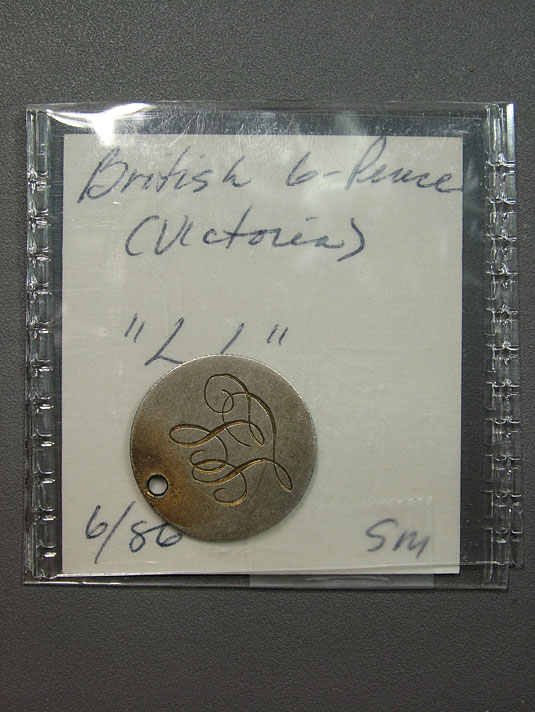 British 6-Pence
(Victoria)
"L L"
6/86
Sm